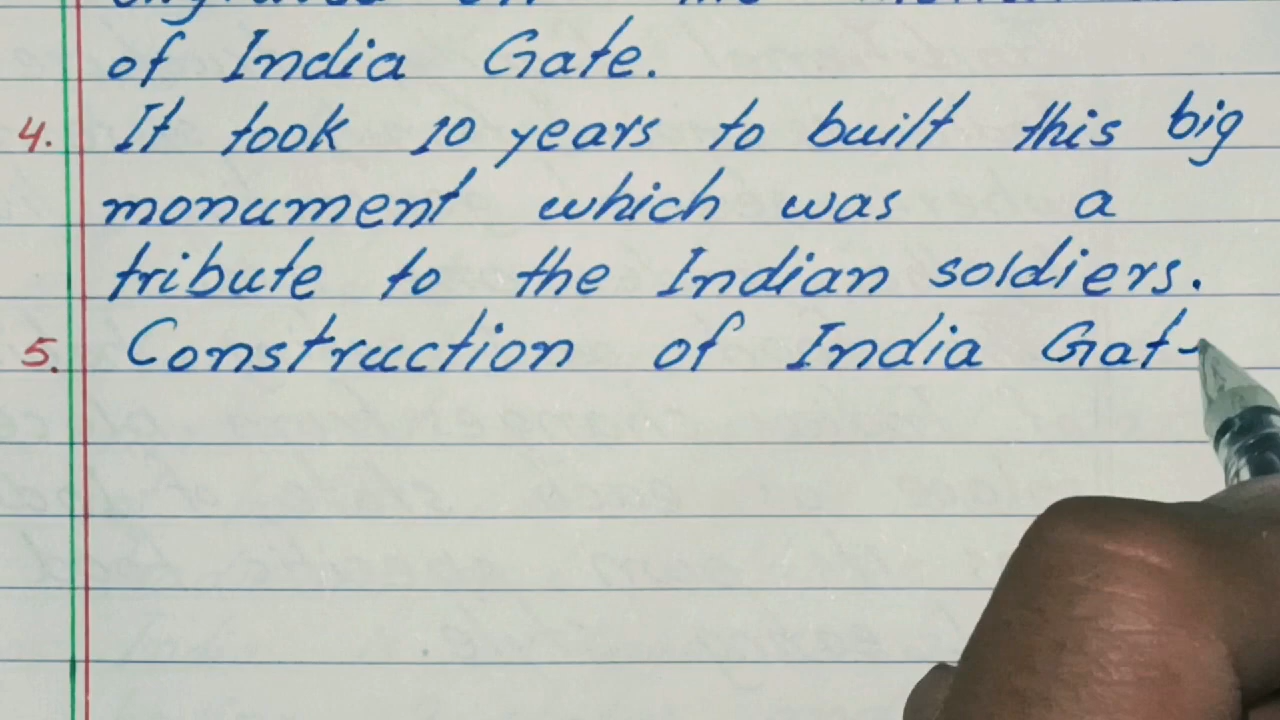 of India Gate.
4. It took 10 years to built this big
monument which was a
tribute to the Indian soldiers.
5. Construction of India Gat